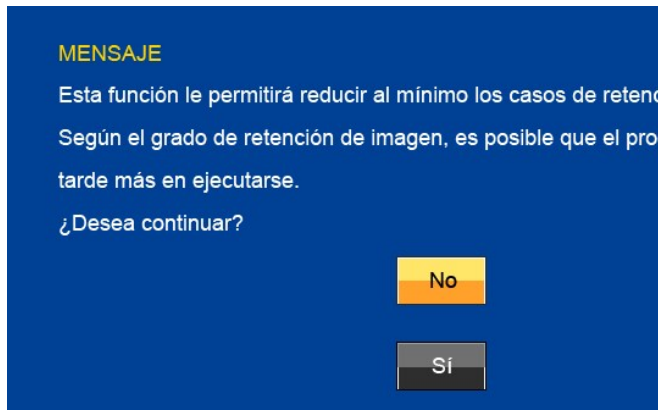 MENSAJE
Esta función le permitirá reducir al mínimo los casos de
Según el grado de retención de imagen, es posible que el
tarde más en ejecutarse.
¿Desea continuar?
No
Sí